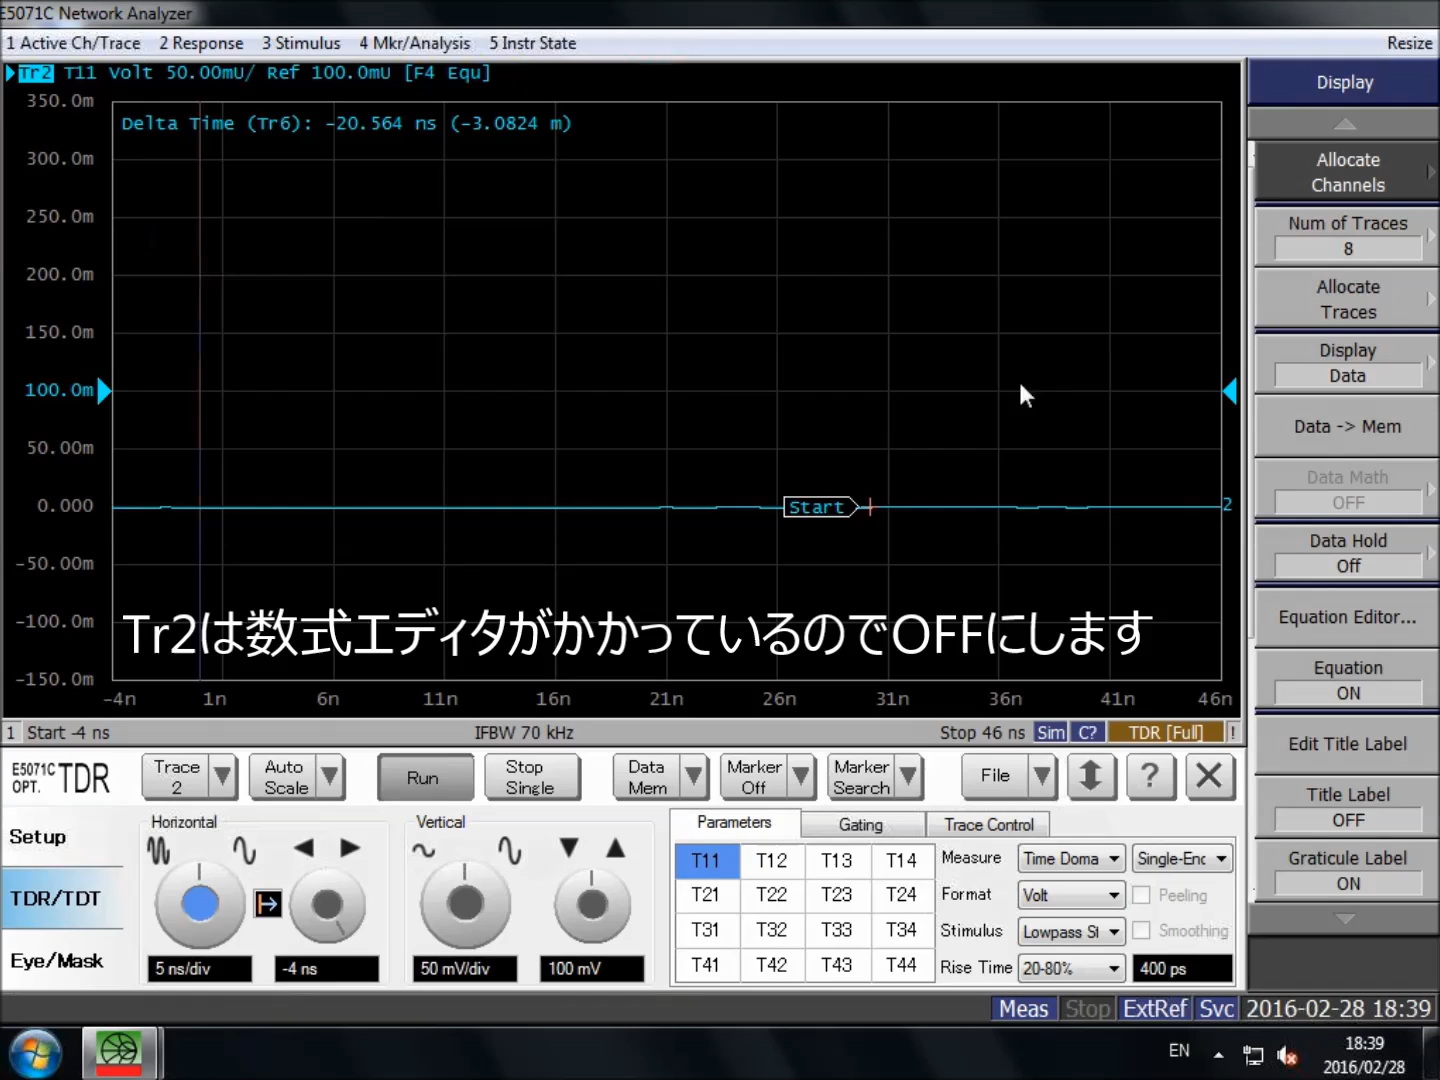 E5071C Network Analyzer
1 Active Ch/Trace 2 Response 3 Stimulus 4 Mkr/Analysis 5 Instr State Resize
Tr2 T11 Volt 50.00mU/ Ref 100.0mU [F4 Equ]
Delta Time (Tr6): -20.564 ns (-3.0824 m)
350.0m
300.0m
250.0m
200.0m
150.0m
100.0m
50.00m
0.000
-50.00m
-100.0m
-150.0m
Start
2
Tr2は数式エディタがかかっているのでOFFにします
-4n 1n 6n 11n 16n 21n 26n 31n 36n 41n 46n
1 Start -4 ns IFBW 70 kHz Stop 46 ns Sim C? TDR [Full] !
Display
Allocate
Channels
Num of Traces
8
Allocate
Traces
Display
Data
Data -> Mem
Data Math
OFF
Data Hold
Off
Equation Editor...
Equation
ON
Edit Title Label
Title Label
OFF
Graticule Label
ON
E5071C
OPT. TDR
Trace
2
Auto
Scale
Run
Stop
Single
Data
Mem
Marker
Off
Marker
Search
File
?
Setup
TDR/TDT
Eye/Mask
Horizontal
5 ns/div
-4 ns
Vertical
50 mV/div
100 mV
Parameters Gating Trace Control
T11 T12 T13 T14
T21 T22 T23 T24
T31 T32 T33 T34
T41 T42 T43 T44
Measure Time Doma Single-Enc
Format Volt Peeling
Stimulus Lowpass St Smoothing
Rise Time 20-80% 400 ps
Meas Stop ExtRef Svc 2016-02-28 18:39
EN
18:39
2016/02/28